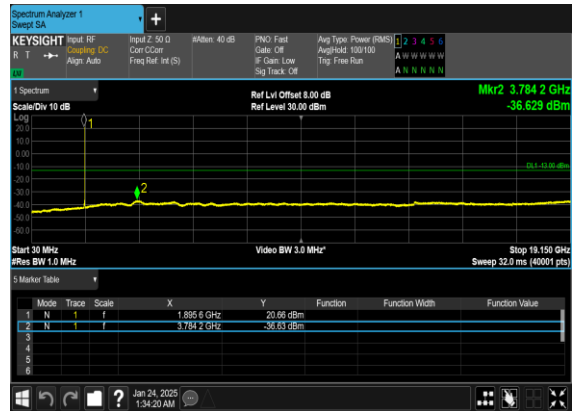 Spectrum Analyzer 1
Swept SA
+
KEYSIGHT Input: RF Input Z: 50 Ω #Atten: 40 dB PNO: Fast Avg Type: Power (RMS) 1 2 3 4 5 6
R T Coupling: DC Corr CCorr Gate: Off Avg|Hold: 100/100 A W W W W W
Align: Auto Freq Ref: Int (S) IF Gain: Low Trig: Free Run
LW Sig Track: Off A N N N N N
1 Spectrum Ref Lvl Offset 8.00 dB Mkr2 3.784 2 GHz
Scale/Div 10 dB Ref Level 30.00 dBm -36.629 dBm
Log
1
20.0
10.0
0.00
-10.0
DL1 -13.00 dBm
-20.0
-30.0
2
-40.0
-50.0
-60.0
Start 30 MHz Video BW 3.0 MHz* Stop 19.150 GHz
#Res BW 1.0 MHz Sweep 32.0 ms (40001 pts)
5 Marker Table
Mode Trace Scale X Y Function Function Width Function Value
1 N 1 f 1.895 6 GHz 20.66 dBm
2 N 1 f 3.784 2 GHz -36.63 dBm
3
4
5
6
? Jan 24, 2025
1:34:20 AM